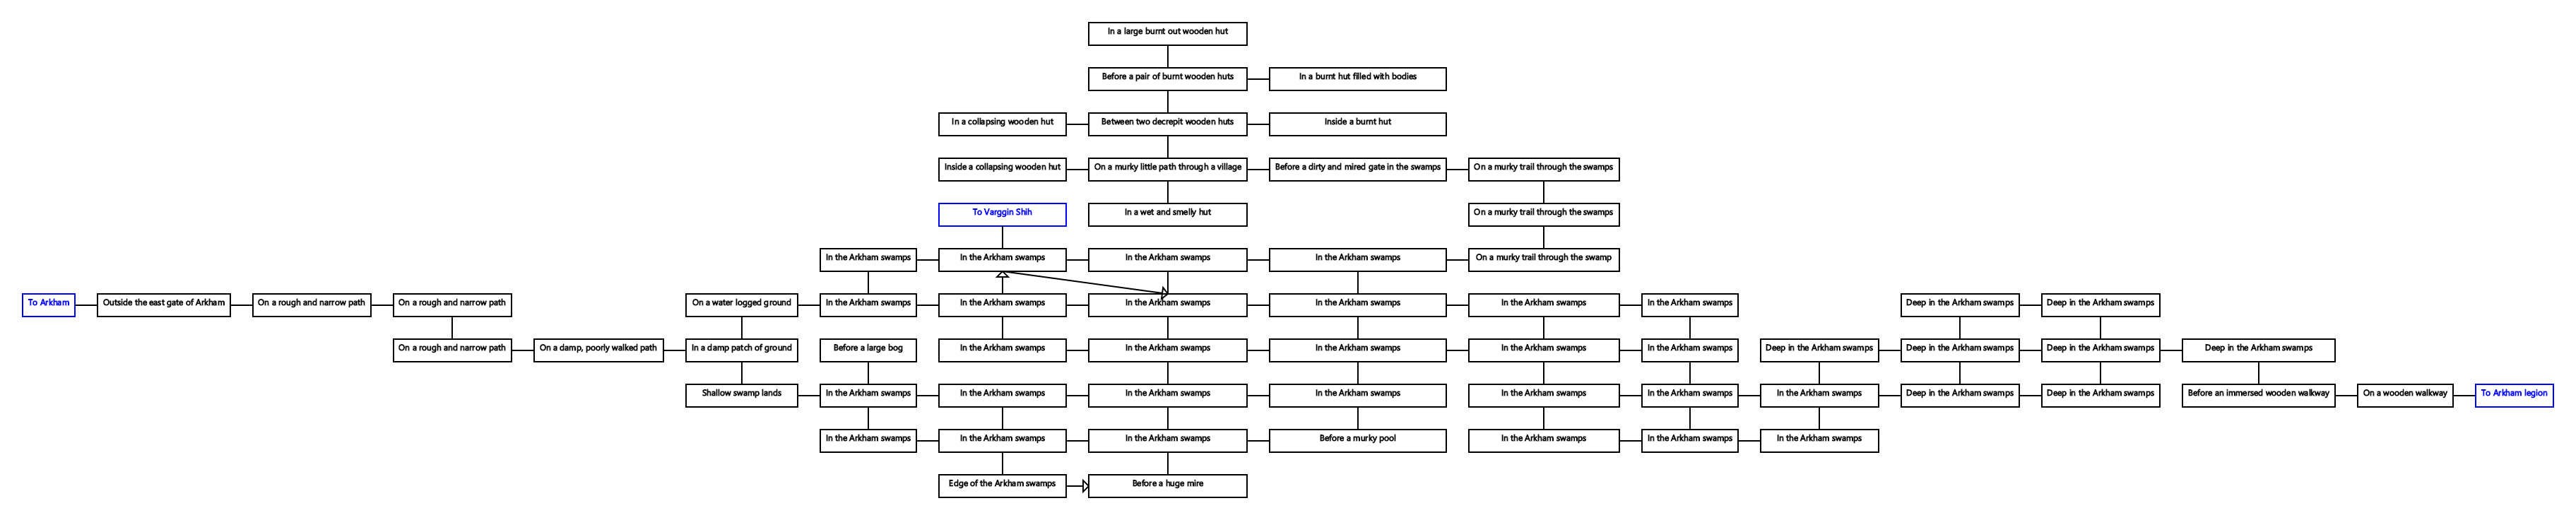 In a large burnt out wooden hut
Before a pair of burnt wooden huts
In a burnt hut filled with bodies
In a collapsing wooden hut
Between two decrepit wooden huts
Inside a burnt hut
Inside a collapsing wooden hut
On a murky little path through a village
Before a dirty and mired gate in the swamps
On a murky trail through the swamps
To Varggin Shih
In a wet and smelly hut
On a murky trail through the swamps
In the Arkham swamps
In the Arkham swamps
In the Arkham swamps
In the Arkham swamps
On a murky trail through the swamp
To Arkham
Outside the east gate of Arkham
On a rough and narrow path
On a rough and narrow path
On a water logged ground
In the Arkham swamps
In the Arkham swamps
In the Arkham swamps
In the Arkham swamps
In the Arkham swamps
In the Arkham swamps
Deep in the Arkham swamps
Deep in the Arkham swamps
On a rough and narrow path
On a damp, poorly walked path
In a damp patch of ground
Before a large bog
In the Arkham swamps
In the Arkham swamps
In the Arkham swamps
In the Arkham swamps
In the Arkham swamps
Deep in the Arkham swamps
Deep in the Arkham swamps
Deep in the Arkham swamps
Deep in the Arkham swamps
Shallow swamp lands
In the Arkham swamps
In the Arkham swamps
In the Arkham swamps
In the Arkham swamps
In the Arkham swamps
In the Arkham swamps
In the Arkham swamps
Deep in the Arkham swamps
Deep in the Arkham swamps
Before an immersed wooden walkway
On a wooden walkway
To Arkham legion
In the Arkham swamps
In the Arkham swamps
In the Arkham swamps
Before a murky pool
In the Arkham swamps
In the Arkham swamps
In the Arkham swamps
Edge of the Arkham swamps
Before a huge mire